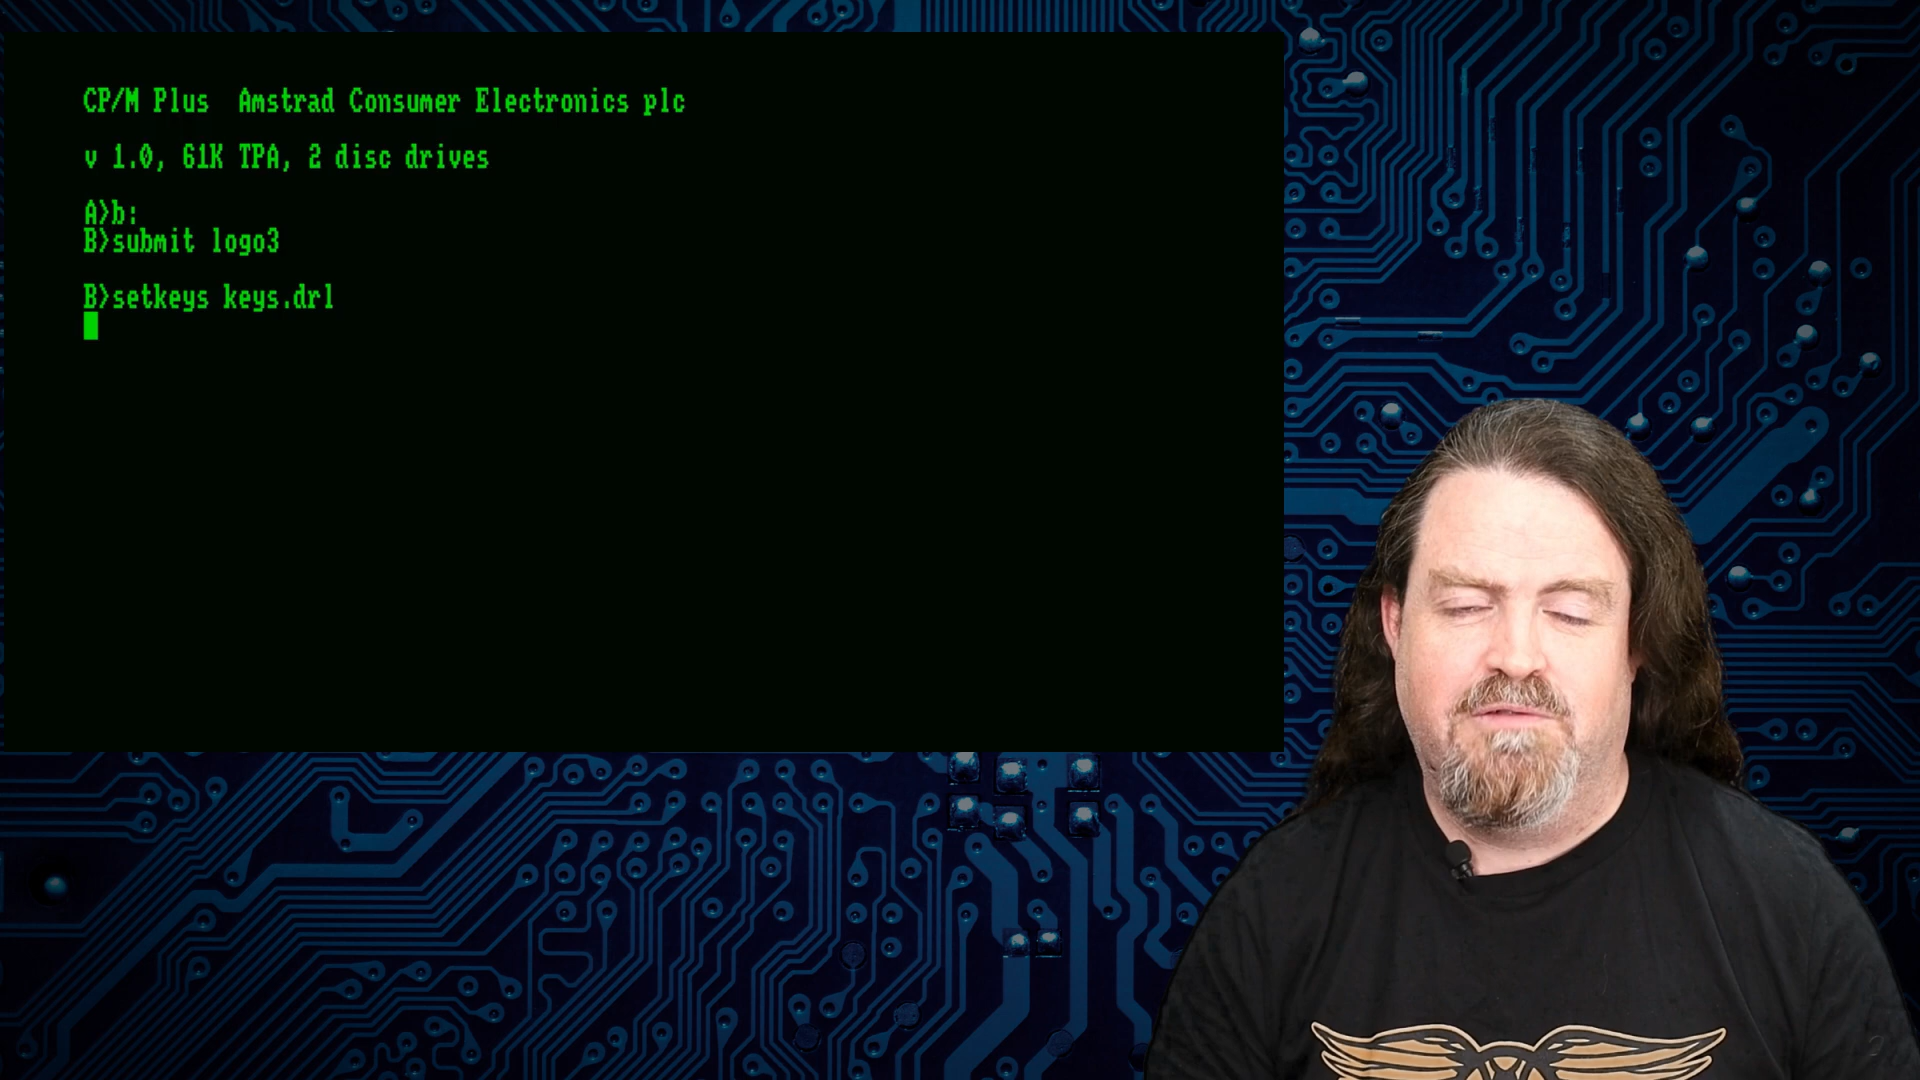 CP/M Plus  Amstrad Consumer Electronics plc
v 1.0, 61K TPA, 2 disc drives
A>b:
B>submit logo3
B>setkeys keys.drl